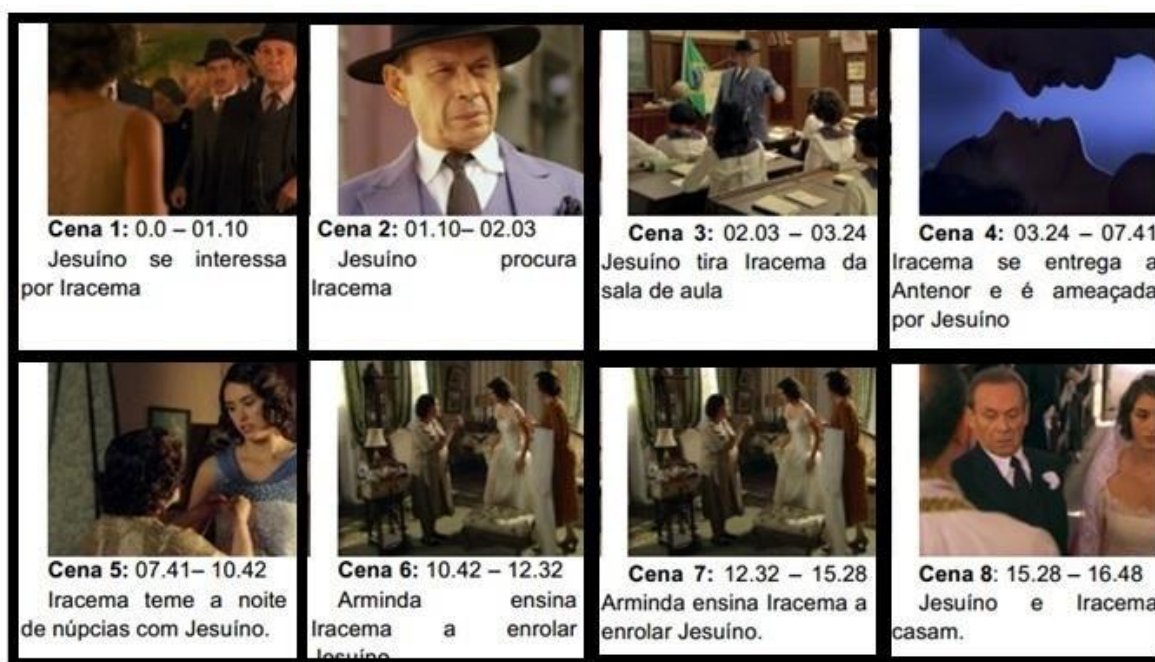 Cena 1: 0.0 – 01.10
Jesuíno se interessa
por Iracema
Cena 2: 01.10– 02.03
Jesuíno procura
Iracema
Cena 3: 02.03 – 03.24
Jesuíno tira Iracema da
sala de aula
Cena 4: 03.24 – 07.41
Iracema se entrega a
Antenor e é ameaçada
por Jesuíno
Cena 5: 07.41– 10.42
Iracema teme a noite
de núpcias com Jesuíno.
Cena 6: 10.42 – 12.32
Arminda ensina
Iracema a enrolar
Jesuíno
Cena 7: 12.32 – 15.28
Arminda ensina Iracema a
enrolar Jesuíno.
Cena 8: 15.28 – 16.48
Jesuíno e Iracema
casam.